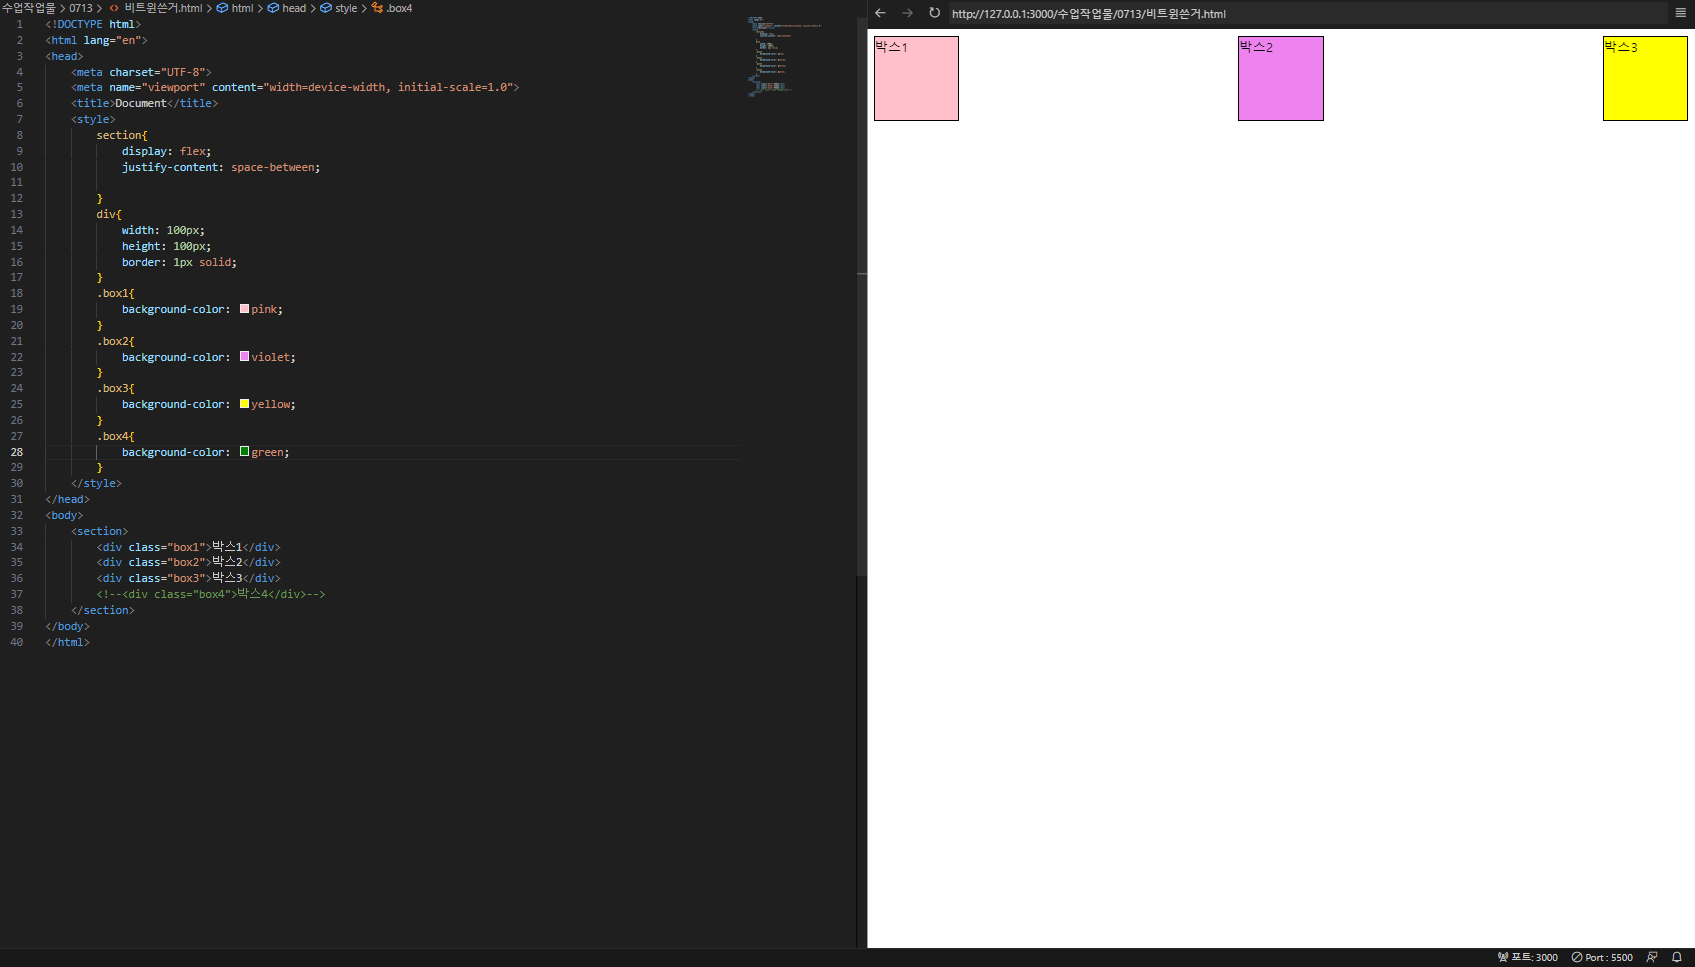 수업작업물 > 0713 > 비트윈쓴거.html > html > head > style > .box4
1 <!DOCTYPE html>
2 <html lang="en">
3 <head>
4 <meta charset="UTF-8">
5 <meta name="viewport" content="width=device-width, initial-scale=1.0">
6 <title>Document</title>
7 <style>
8 section{
9 display: flex;
10 justify-content: space-between;
11
12 }
13 div{
14 width: 100px;
15 height: 100px;
16 border: 1px solid;
17 }
18 .box1{
19 background-color: pink;
20 }
21 .box2{
22 background-color: violet;
23 }
24 .box3{
25 background-color: yellow;
26 }
27 .box4{
28 background-color: green;
29 }
30 </style>
31 </head>
32 <body>
33 <section>
34 <div class="box1">박스1</div>
35 <div class="box2">박스2</div>
36 <div class="box3">박스3</div>
37 <!--<div class="box4">박스4</div>-->
38 </section>
39 </body>
40 </html>
http://127.0.0.1:3000/수업작업물/0713/비트윈쓴거.html
박스1 박스2 박스3
포트: 3000 Port : 5500